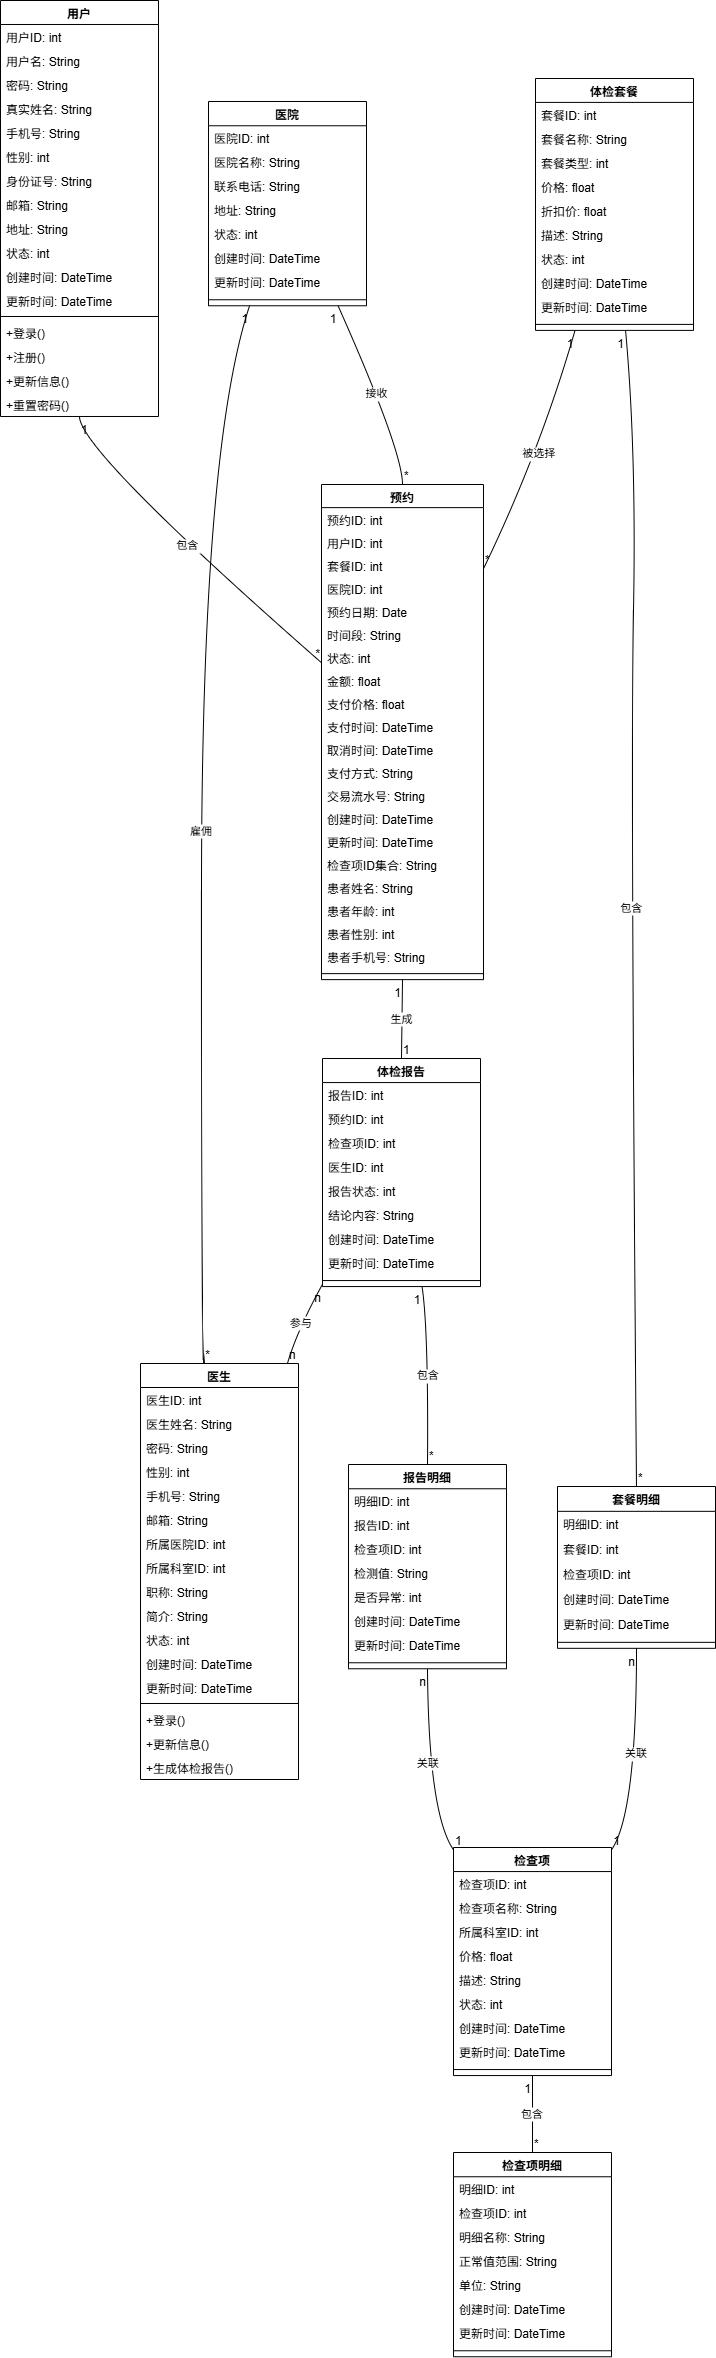 用户
用户ID: int
用户名: String
密码: String
真实姓名: String
手机号: String
性别: int
身份证号: String
邮箱: String
地址: String
状态: int
创建时间: DateTime
更新时间: DateTime
+登录()
+注册()
+更新信息()
+重置密码()
医院
医院ID: int
医院名称: String
联系电话: String
地址: String
状态: int
创建时间: DateTime
更新时间: DateTime
体检套餐
套餐ID: int
套餐名称: String
套餐类型: int
价格: float
折扣价: float
描述: String
状态: int
创建时间: DateTime
更新时间: DateTime
1
1
1
1
1
接收
被选择
包含
*
*
*
预约
预约ID: int
用户ID: int
套餐ID: int
医院ID: int
预约日期: Date
时间段: String
状态: int
金额: float
支付价格: float
支付时间: DateTime
取消时间: DateTime
支付方式: String
交易流水号: String
创建时间: DateTime
更新时间: DateTime
检查项ID集合: String
患者姓名: String
患者年龄: int
患者性别: int
患者手机号: String
雇佣
包含
1
生成
1
体检报告
报告ID: int
预约ID: int
检查项ID: int
医生ID: int
报告状态: int
结论内容: String
创建时间: DateTime
更新时间: DateTime
n
参与
n
*
1
包含
*
*
医生
医生ID: int
医生姓名: String
密码: String
性别: int
手机号: String
邮箱: String
所属医院ID: int
所属科室ID: int
职称: String
简介: String
状态: int
创建时间: DateTime
更新时间: DateTime
+登录()
+更新信息()
+生成体检报告()
报告明细
明细ID: int
报告ID: int
检查项ID: int
检测值: String
是否异常: int
创建时间: DateTime
更新时间: DateTime
套餐明细
明细ID: int
套餐ID: int
检查项ID: int
创建时间: DateTime
更新时间: DateTime
n
关联
1
n
关联
1
检查项
检查项ID: int
检查项名称: String
所属科室ID: int
价格: float
描述: String
状态: int
创建时间: DateTime
更新时间: DateTime
1
包含
*
检查项明细
明细ID: int
检查项ID: int
明细名称: String
正常值范围: String
单位: String
创建时间: DateTime
更新时间: DateTime